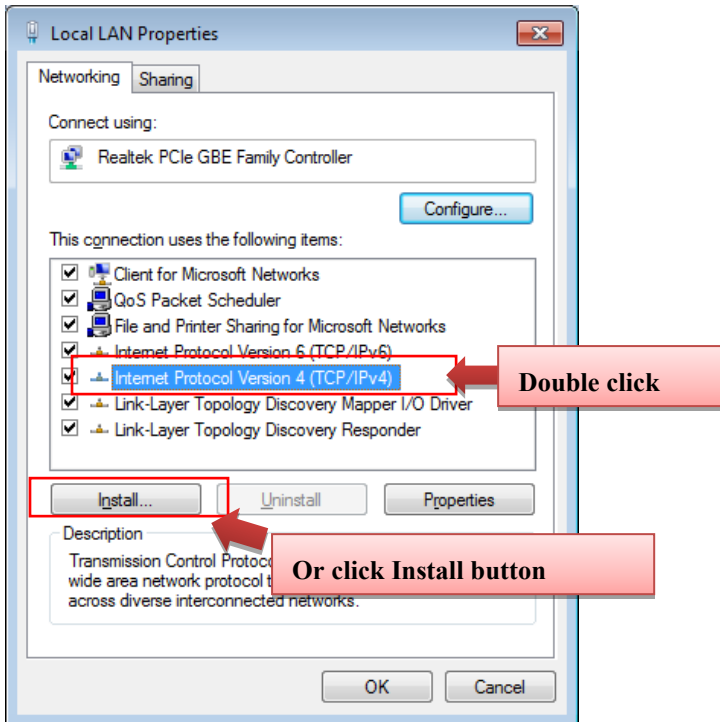 Local LAN Properties
Networking
Sharing
Connect using:
Realtek PCIe GBE Family Controller
Configure...
This connection uses the following items:
Client for Microsoft Networks
QoS Packet Scheduler
File and Printer Sharing for Microsoft Networks
Internet Protocol Version 6 (TCP/IPv6)
Internet Protocol Version 4 (TCP/IPv4)
Double click
Link-Layer Topology Discovery Mapper I/O Driver
Link-Layer Topology Discovery Responder
Install...
Uninstall
Properties
Description
Transmission Control Protoc
wide area network protocol t
across diverse interconnected networks.
Or click Install button
OK
Cancel